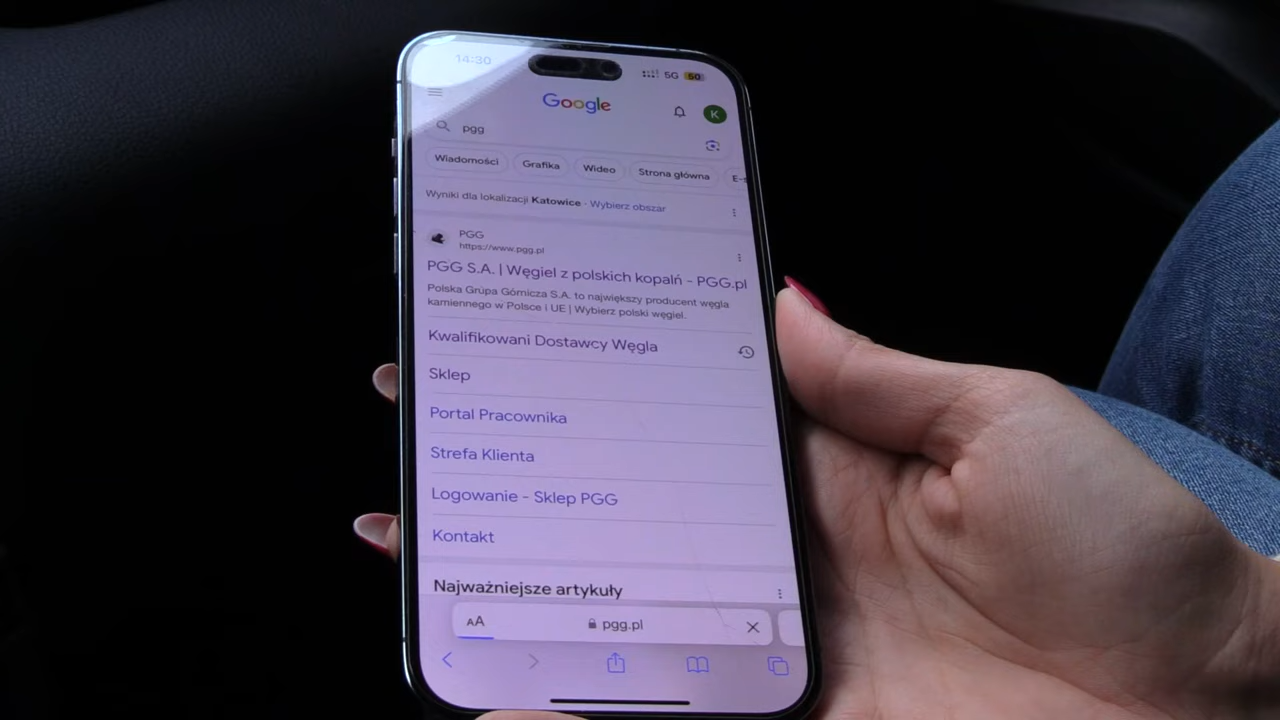 14:30 5G 50
Google
K
pgg
Wiadomości Grafika Wideo Strona główna E-s
Wyniki dla lokalizacji Katowice · Wybierz obszar
PGG
https://www.pgg.pl
PGG S.A. | Węgiel z polskich kopalń - PGG.pl
Polska Grupa Górnicza S.A. to największy producent węgla
kamiennego w Polsce i UE | Wybierz polski węgiel.
Kwalifikowani Dostawcy Węgla
Sklep
Portal Pracownika
Strefa Klienta
Logowanie - Sklep PGG
Kontakt
Najważniejsze artykuły
AA pgg.pl